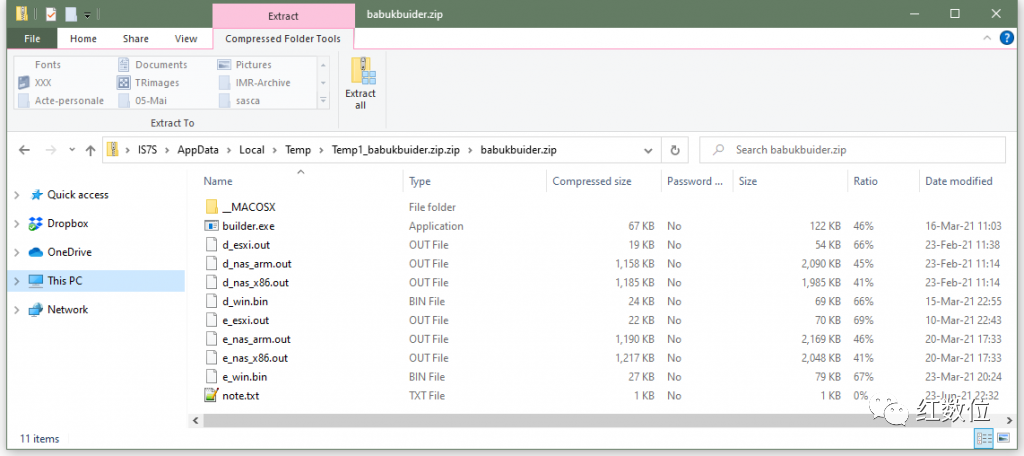 Extract babukbuider.zip
File Home Share View Compressed Folder Tools
Fonts Documents Pictures
XXX TRimages IMR-Archive
Acte-personale 05-Mai sasca
Extract To
Extract
all
IS7S > AppData > Local > Temp > Temp1_babukbuider.zip.zip > babukbuider.zip Search babukbuider.zip
Quick access
Dropbox
OneDrive
This PC
Network
Name Type Compressed size Password ... Size Ratio Date modified
__MACOSX File folder
builder.exe Application 67 KB No 122 KB 46% 16-Mar-21 11:03
d_esxi.out OUT File 19 KB No 54 KB 66% 23-Feb-21 11:38
d_nas_arm.out OUT File 1,158 KB No 2,090 KB 45% 23-Feb-21 11:14
d_nas_x86.out OUT File 1,185 KB No 1,985 KB 41% 23-Feb-21 11:14
d_win.bin BIN File 24 KB No 69 KB 66% 15-Mar-21 22:55
e_esxi.out OUT File 22 KB No 70 KB 69% 10-Mar-21 22:43
e_nas_arm.out OUT File 1,190 KB No 2,169 KB 46% 20-Mar-21 17:33
e_nas_x86.out OUT File 1,217 KB No 2,048 KB 41% 20-Mar-21 17:33
e_win.bin BIN File 27 KB No 79 KB 67% 23-Mar-21 20:24
note.txt TXT File 1 KB No 1 KB 0% 23-Jun-21 22:32
红数位
11 items